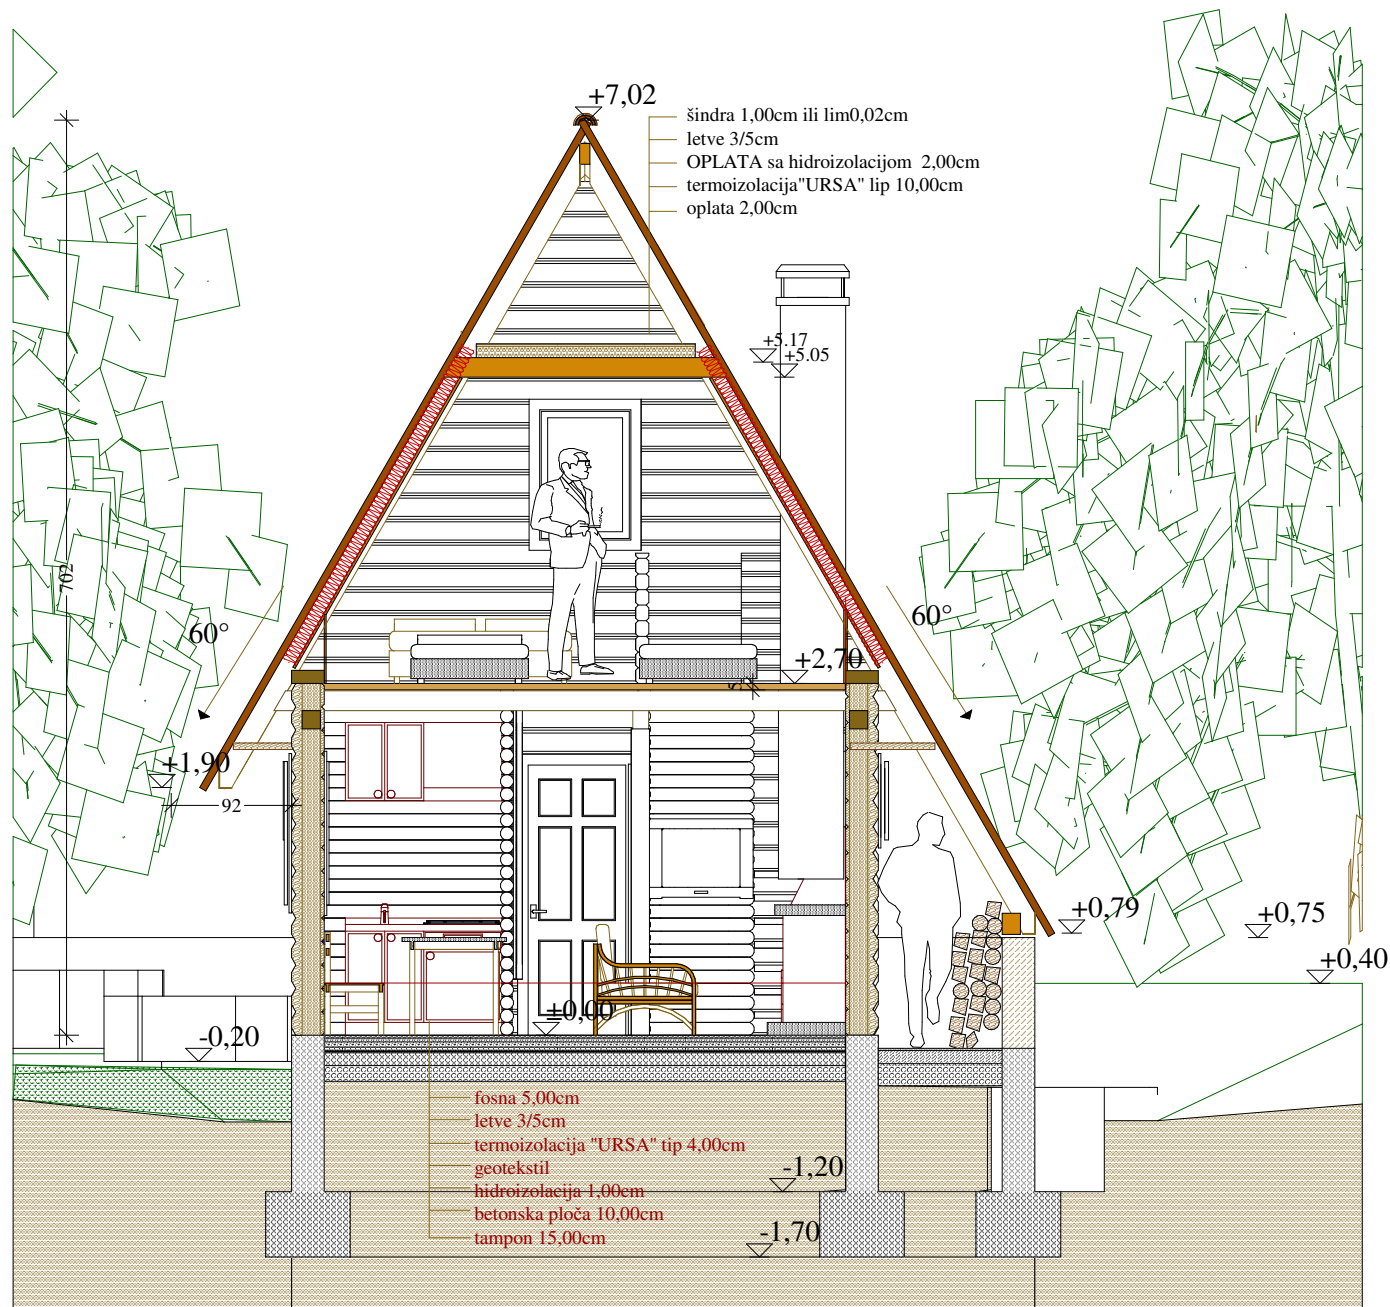 +7,02
šindra 1,00cm ili lim0,02cm
letve 3/5cm
OPLATA sa hidroizolacijom 2,00cm
termoizolacija"URSA" lip 10,00cm
oplata 2,00cm
+5.17
+5.05
702
60°
60°
+2,70
5
+1,90
92
+0,79
+0,75
+0,40
±0,00
-0,20
fosna 5,00cm
letve 3/5cm
termoizolacija "URSA" tip 4,00cm
geotekstil
hidroizolacija 1,00cm
betonska ploča 10,00cm
tampon 15,00cm
-1,20
-1,70